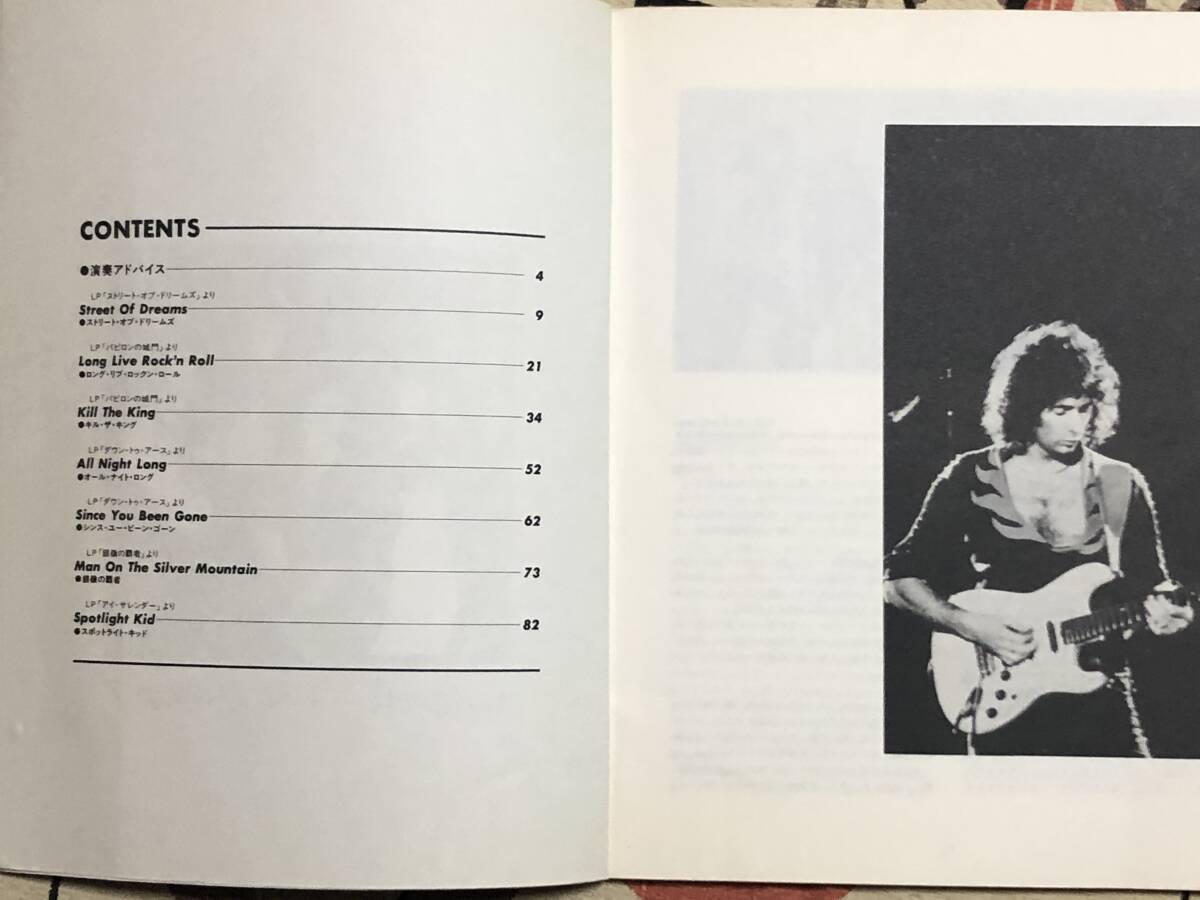 CONTENTS
●演奏アドバイス 4
LP「ストリート・オブ・ドリームズ」より
Street Of Dreams 9
●ストリート・オブ・ドリームズ
LP「バビロンの城門」より
Long Live Rock'n Roll 21
●ロング・リブ・ロックン・ロール
LP「バビロンの城門」より
Kill The King 34
●キル・ザ・キング
LP「ダウン・トゥ・アース」より
All Night Long 52
●オール・ナイト・ロング
LP「ダウン・トゥ・アース」より
Since You Been Gone 62
●シンス・ユー・ビーン・ゴーン
LP「銀嶺の覇者」より
Man On The Silver Mountain 73
●銀嶺の覇者
LP「アイ・サレンダー」より
Spotlight Kid 82
●スポットライト・キッド